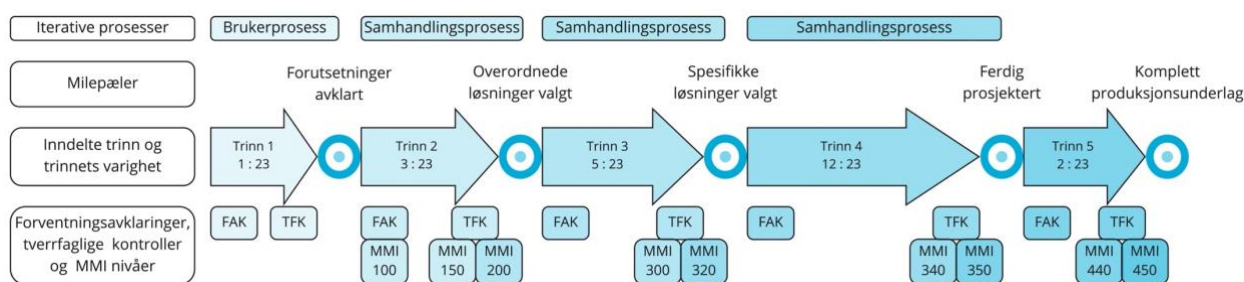 Iterative prosesser
Brukerprosess
Samhandlingsprosess
Samhandlingsprosess
Samhandlingsprosess
Milepæler
Forutsetninger
avklart
Overordnede
løsninger valgt
Spesifikke
løsninger valgt
Ferdig
prosjektert
Komplett
produksjonsunderlag
Inndelte trinn og
trinnets varighet
Trinn 1
1 : 23
Trinn 2
3 : 23
Trinn 3
5 : 23
Trinn 4
12 : 23
Trinn 5
2 : 23
Forventningsavklaringer,
tverrfaglige kontroller
og MMI nivåer
FAK
TFK
FAK
MMI
100
TFK
MMI
150
MMI
200
FAK
TFK
MMI
300
MMI
320
FAK
TFK
MMI
340
MMI
350
FAK
TFK
MMI
440
MMI
450